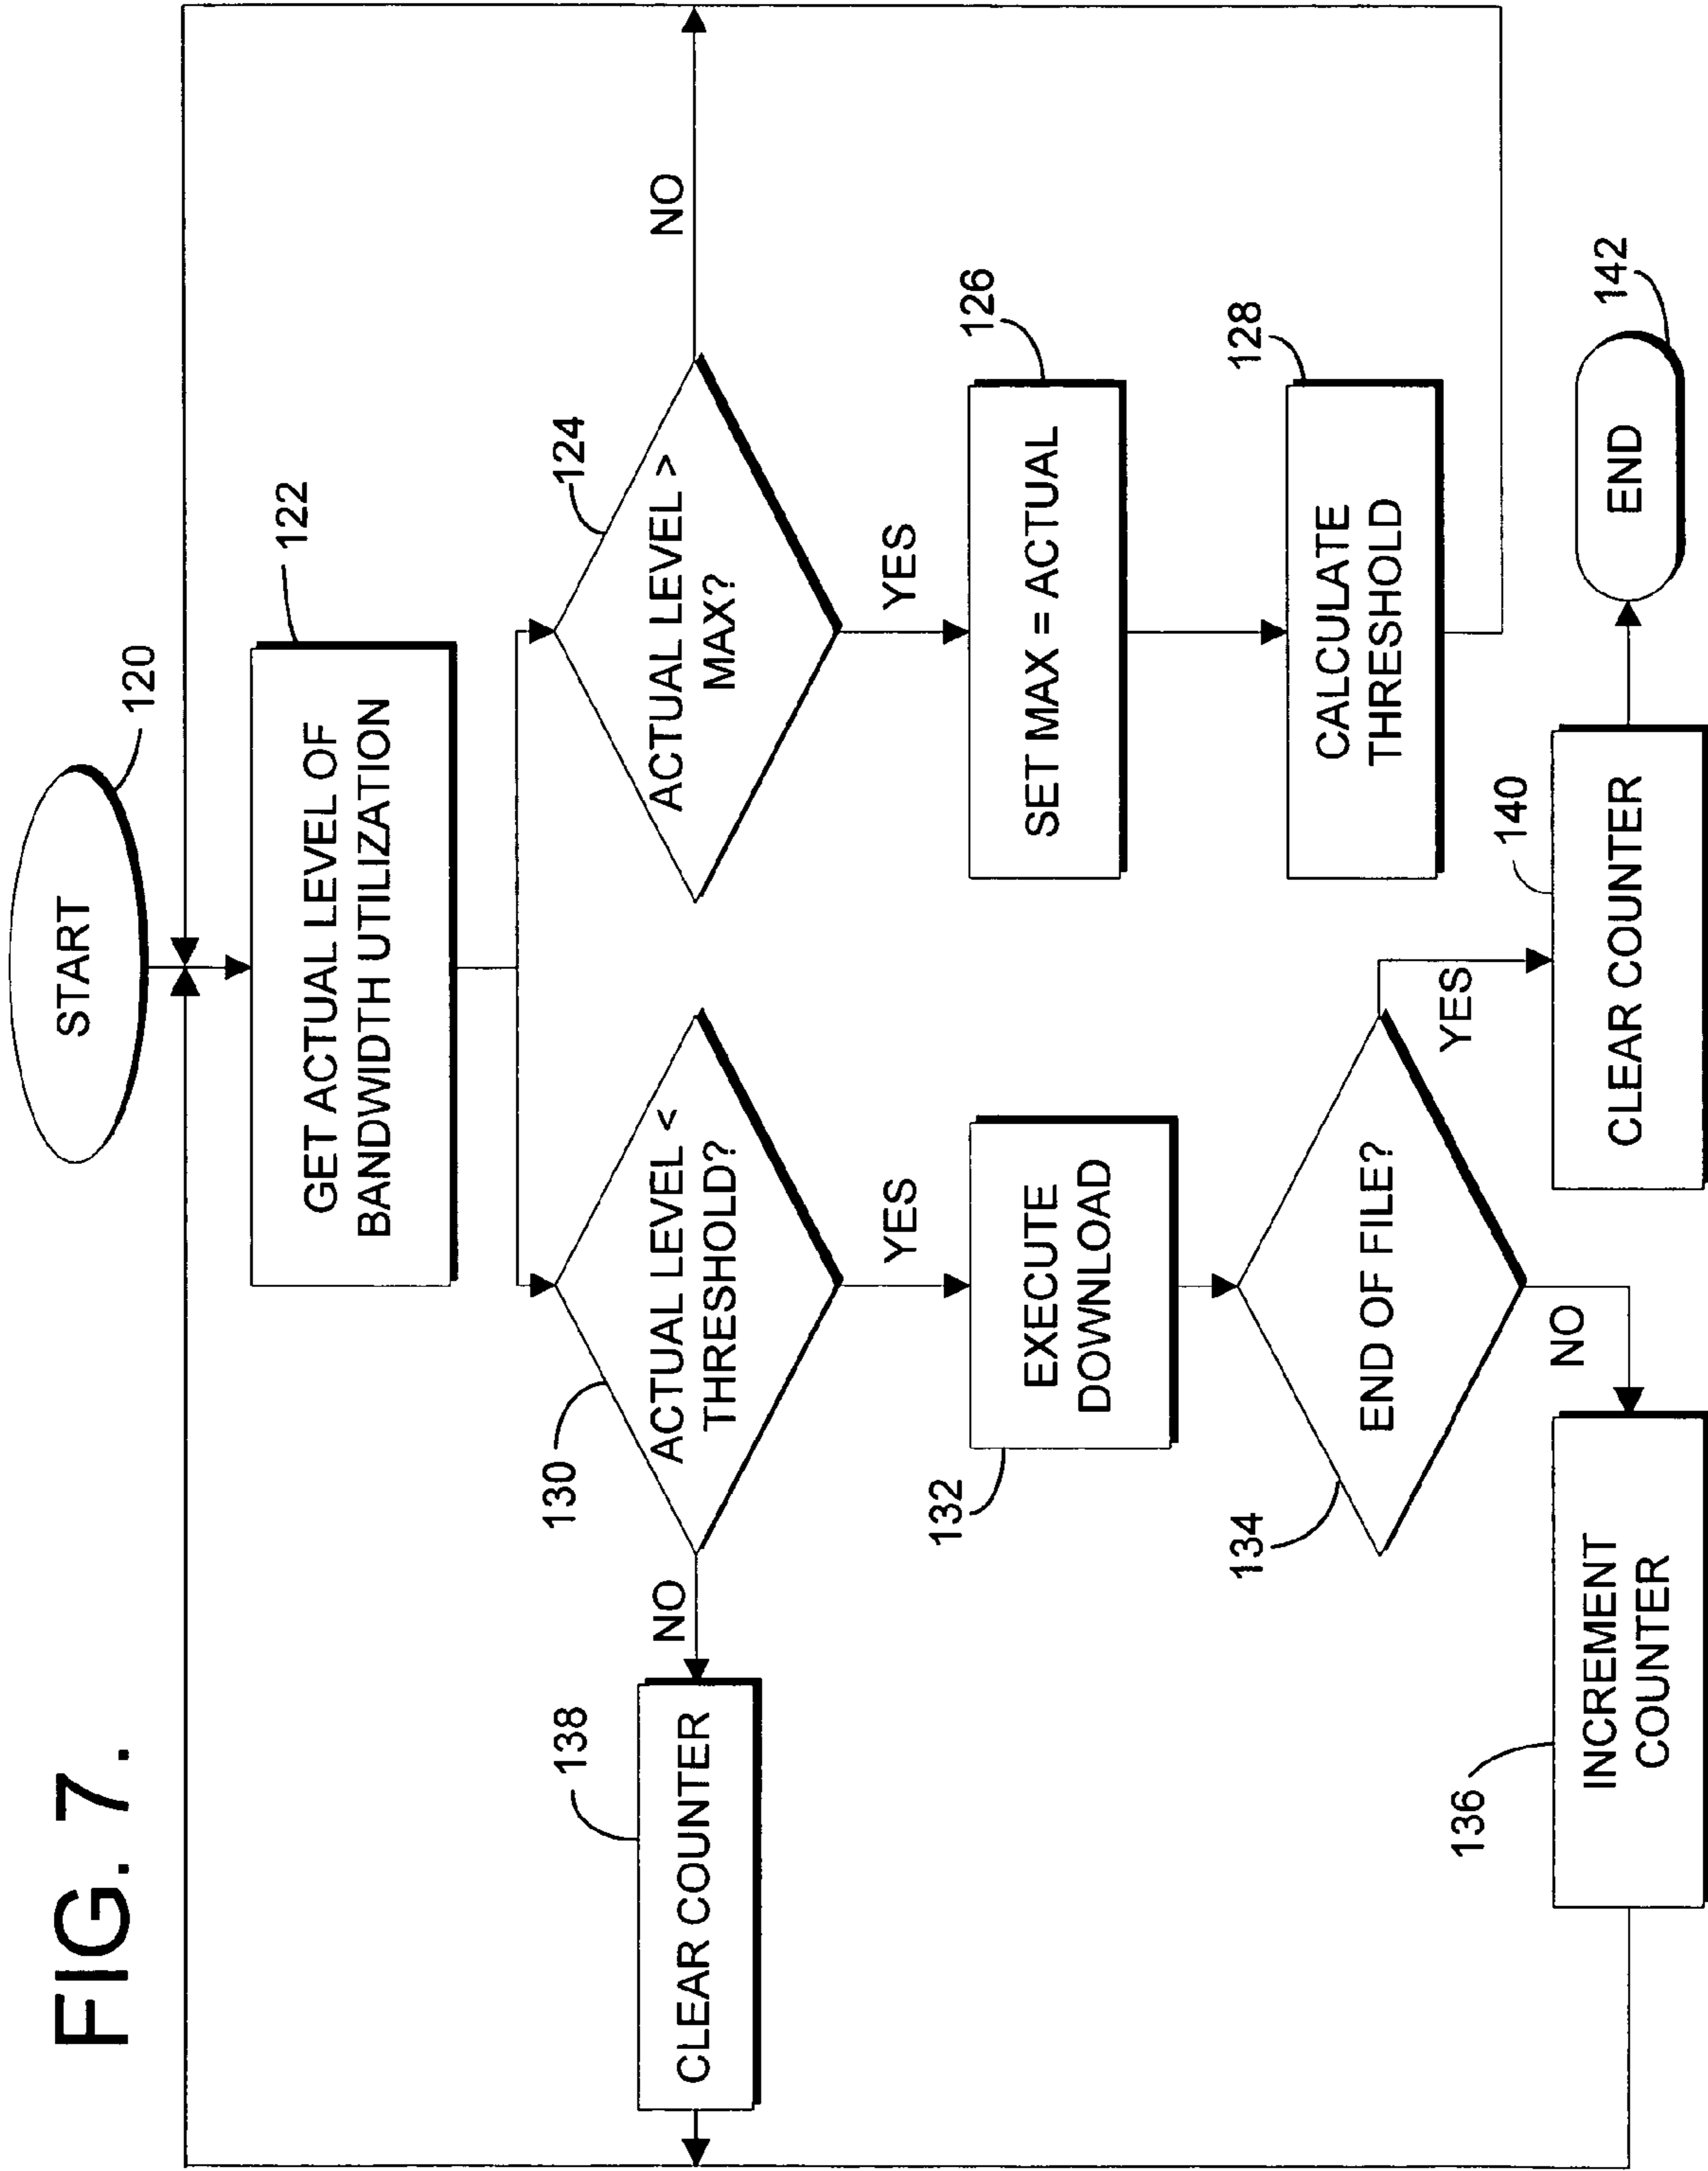 FIG. 7.
START
120
GET ACTUAL LEVEL OF
BANDWIDTH UTILIZATION
122
130
ACTUAL LEVEL <
THRESHOLD?
124
ACTUAL LEVEL >
MAX?
NO
NO
138
CLEAR COUNTER
YES
YES
132
EXECUTE
DOWNLOAD
SET MAX = ACTUAL
126
134
END OF FILE?
CALCULATE
THRESHOLD
128
YES
NO
136
INCREMENT
COUNTER
140
CLEAR COUNTER
END
142